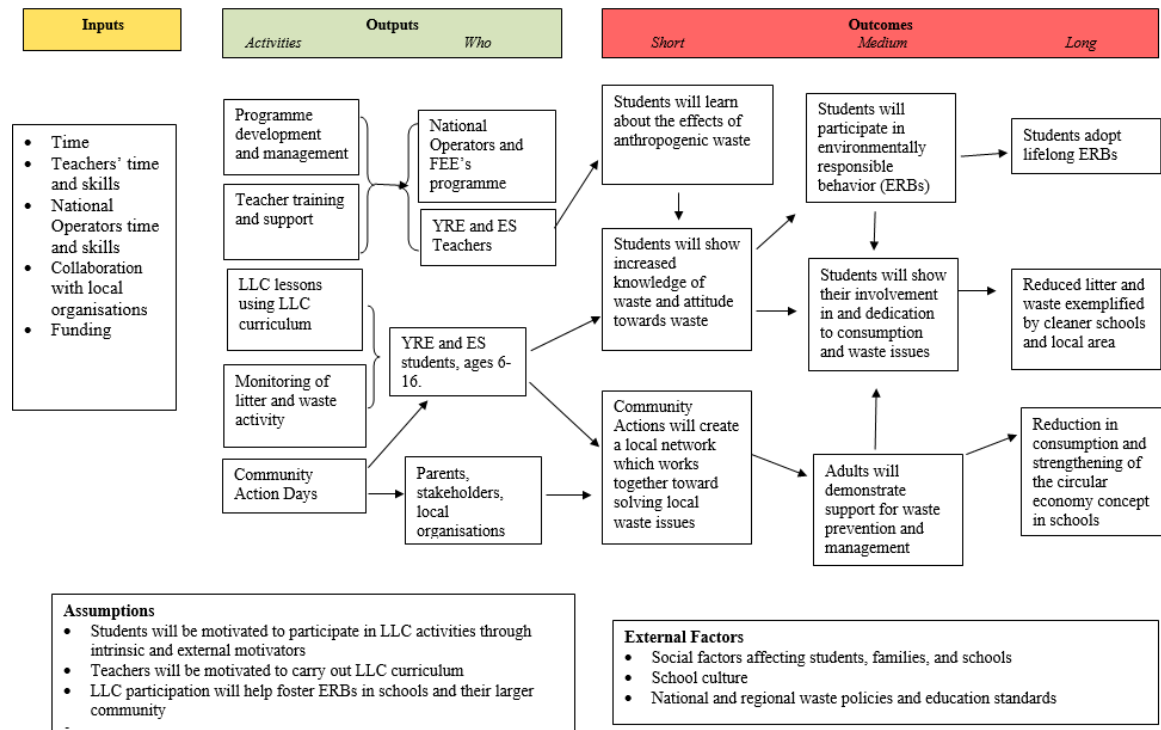 Inputs
Outputs
Activities Who
Outcomes
Short Medium Long
• Time
• Teachers' time
and skills
• National
Operators time
and skills
• Collaboration
with local
organisations
• Funding
Programme
development
and management
Teacher training
and support
LLC lessons
using LLC
curriculum
Monitoring of
litter and waste
activity
Community
Action Days
National
Operators and
FEE's
programme
YRE and ES
Teachers
YRE and ES
students, ages 6-
16.
Parents,
stakeholders,
local
organisations
Students will learn
about the effects of
anthropogenic waste
Students will show
increased
knowledge of
waste and attitude
towards waste
Community
Actions will create
a local network
which works
together toward
solving local
waste issues
Students will
participate in
environmentally
responsible
behavior (ERBs)
Students will show
their involvement
in and dedication
to consumption
and waste issues
Adults will
demonstrate
support for waste
prevention and
management
Students adopt
lifelong ERBs
Reduced litter and
waste exemplified
by cleaner schools
and local area
Reduction in
consumption and
strengthening of
the circular
economy concept
in schools
Assumptions
• Students will be motivated to participate in LLC activities through
intrinsic and external motivators
• Teachers will be motivated to carry out LLC curriculum
• LLC participation will help foster ERBs in schools and their larger
community
External Factors
• Social factors affecting students, families, and schools
• School culture
• National and regional waste policies and education standards